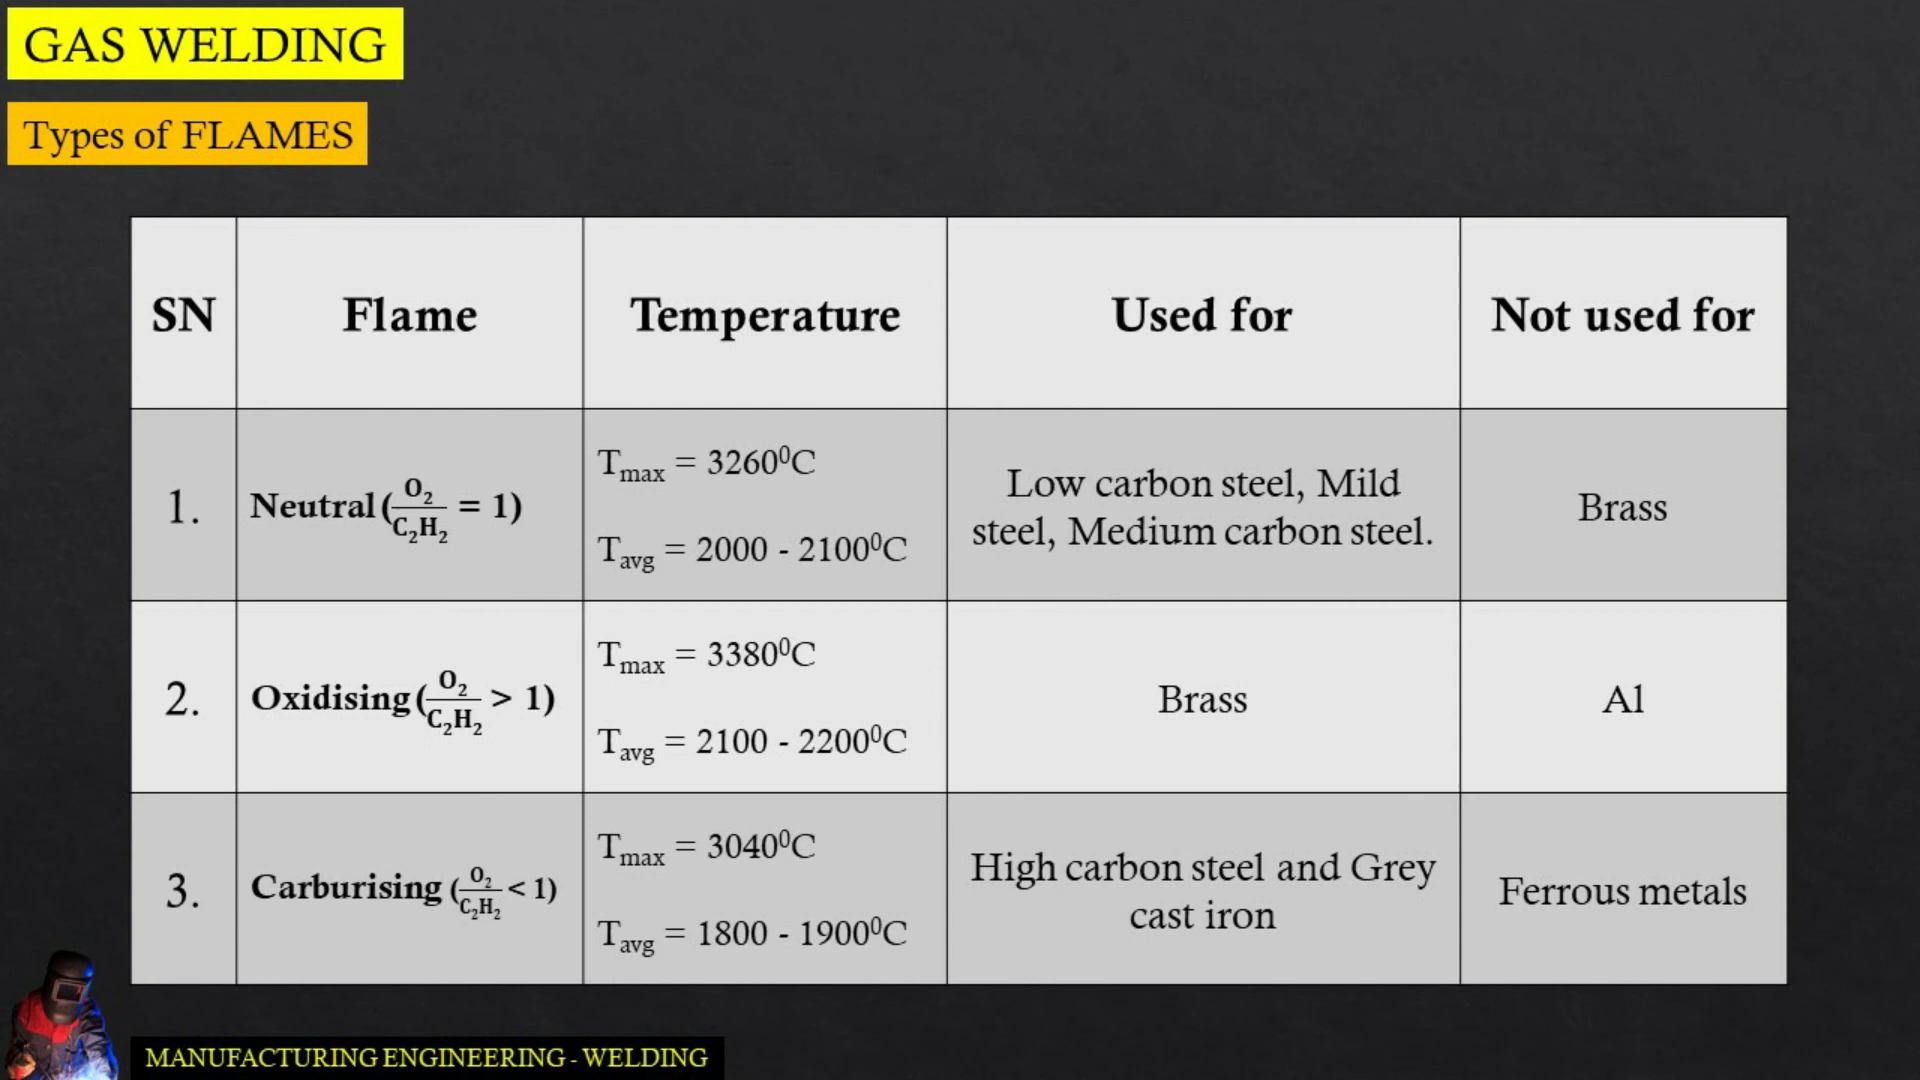 GAS WELDING
Types of FLAMES
SN Flame Temperature Used for Not used for
1. Neutral (O₂/C₂H₂ = 1)
Tmax = 3260⁰C
Tavg = 2000 - 2100⁰C
Low carbon steel, Mild
steel, Medium carbon steel.
Brass
2. Oxidising (O₂/C₂H₂ > 1)
Tmax = 3380⁰C
Tavg = 2100 - 2200⁰C
Brass
Al
3. Carburising (O₂/C₂H₂ < 1)
Tmax = 3040⁰C
Tavg = 1800 - 1900⁰C
High carbon steel and Grey
cast iron
Ferrous metals
MANUFACTURING ENGINEERING - WELDING